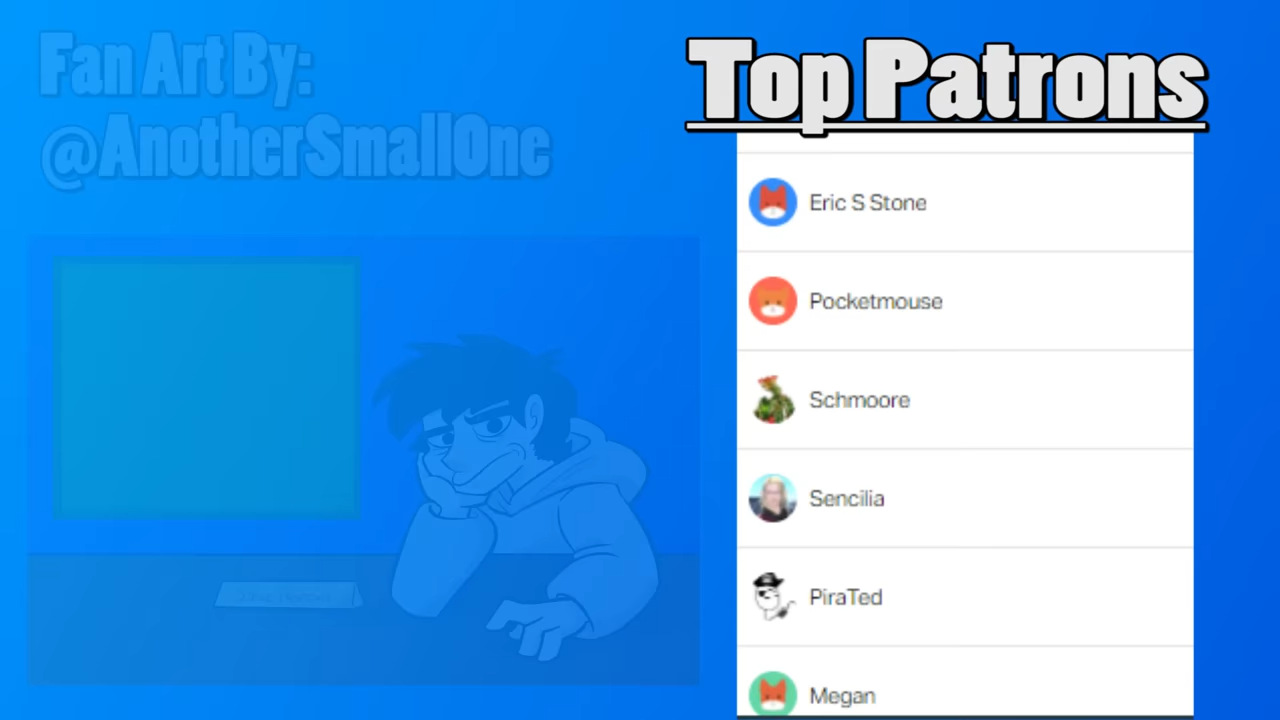 Fan Art By:
@AnotherSmallOne
Top Patrons
Eric S Stone
Pocketmouse
Schmoore
Sencilia
PiraTed
Megan